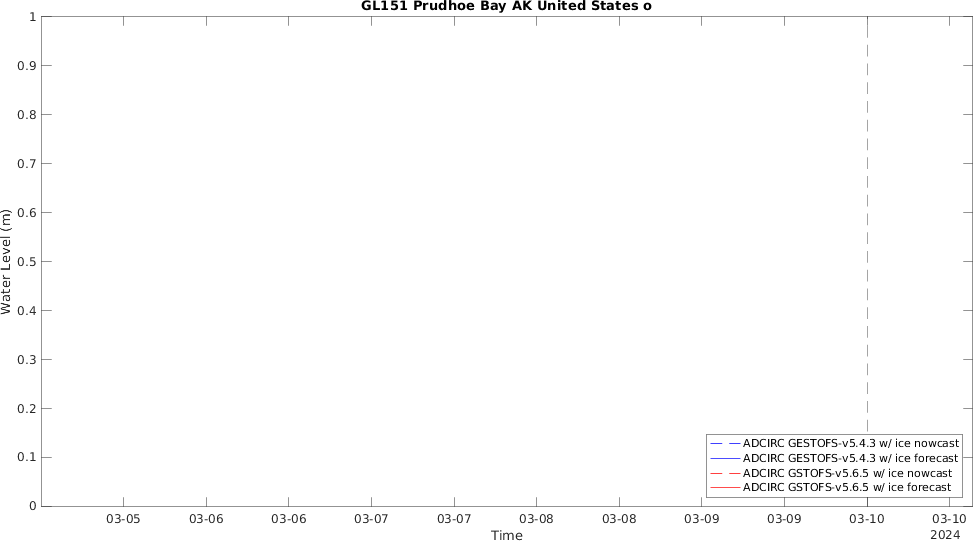 GL151 Prudhoe Bay AK United States o
1
0.9
0.8
0.7
0.6
0.5
0.4
0.3
0.2
0.1
0
Water Level (m)
ADCIRC GESTOFS-v5.4.3 w/ ice nowcast
ADCIRC GESTOFS-v5.4.3 w/ ice forecast
ADCIRC GSTOFS-v5.6.5 w/ ice nowcast
ADCIRC GSTOFS-v5.6.5 w/ ice forecast
03-05 03-06 03-06 03-07 03-07 03-08 03-08 03-09 03-09 03-10 03-10
2024
Time